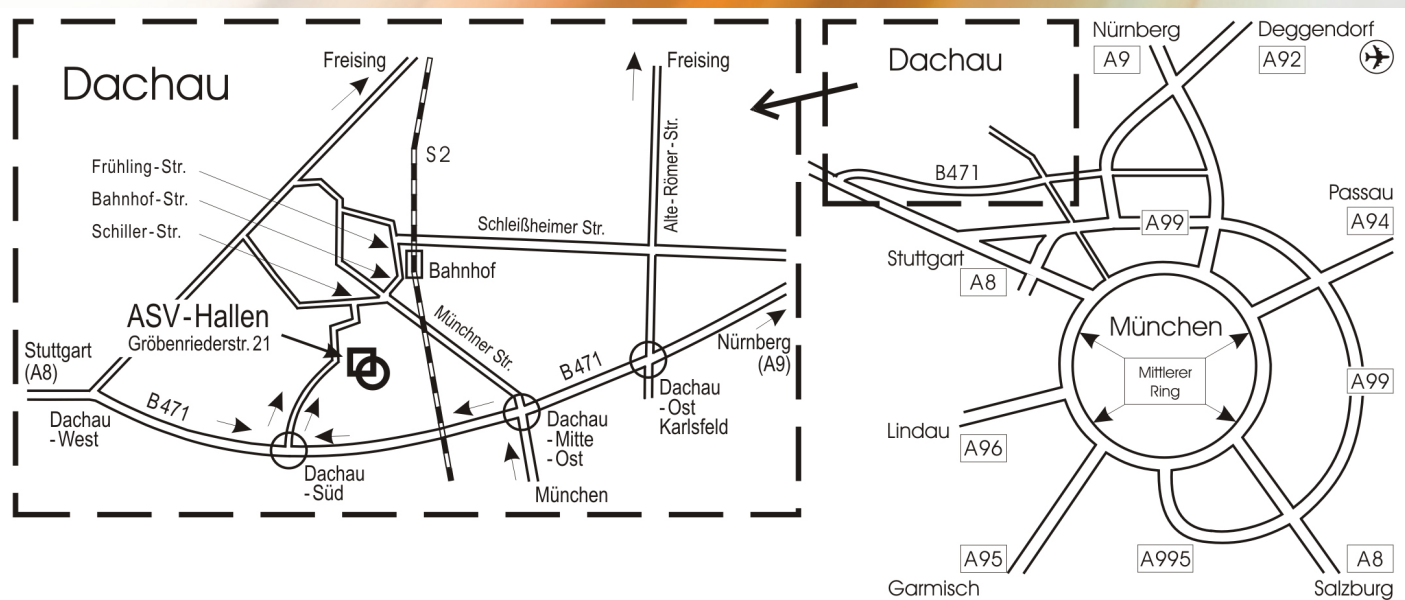 Dachau
Freising
Freising
S2
Alte-Römer-Str.
Frühling-Str.
Bahnhof-Str.
Schiller-Str.
Schleißheimer Str.
Bahnhof
ASV-Hallen
Gröbenriederstr. 21
Münchner Str.
Stuttgart
(A8)
Nürnberg
(A9)
B471
B471
Dachau
-West
Dachau
-Süd
Dachau
-Mitte
-Ost
Dachau
-Ost
Karlsfeld
München
Dachau
Nürnberg
A9
Deggendorf
A92
B471
Passau
A94
A99
Stuttgart
A8
München
Mittlerer
Ring
A99
Lindau
A96
A95
Garmisch
A995
A8
Salzburg